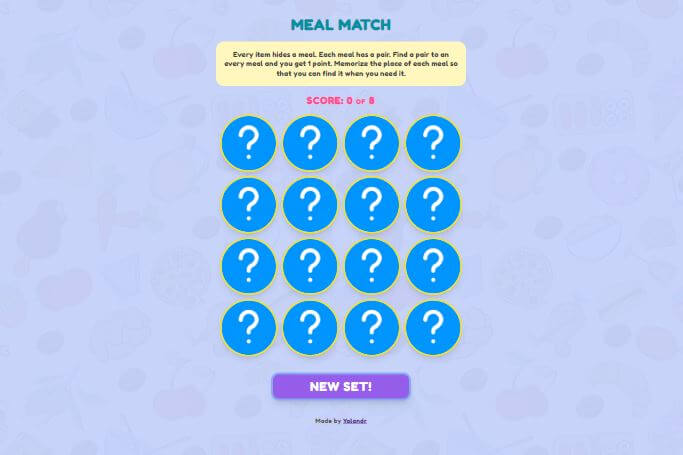 MEAL MATCH
Every item hides a meal. Each meal has a pair. Find a pair to an
every meal and you get 1 point. Memorize the place of each meal so
that you can find it when you need it.
SCORE: 0 OF 8
? ? ? ?
? ? ? ?
? ? ? ?
? ? ? ?
NEW SET!
Made by Yolandr